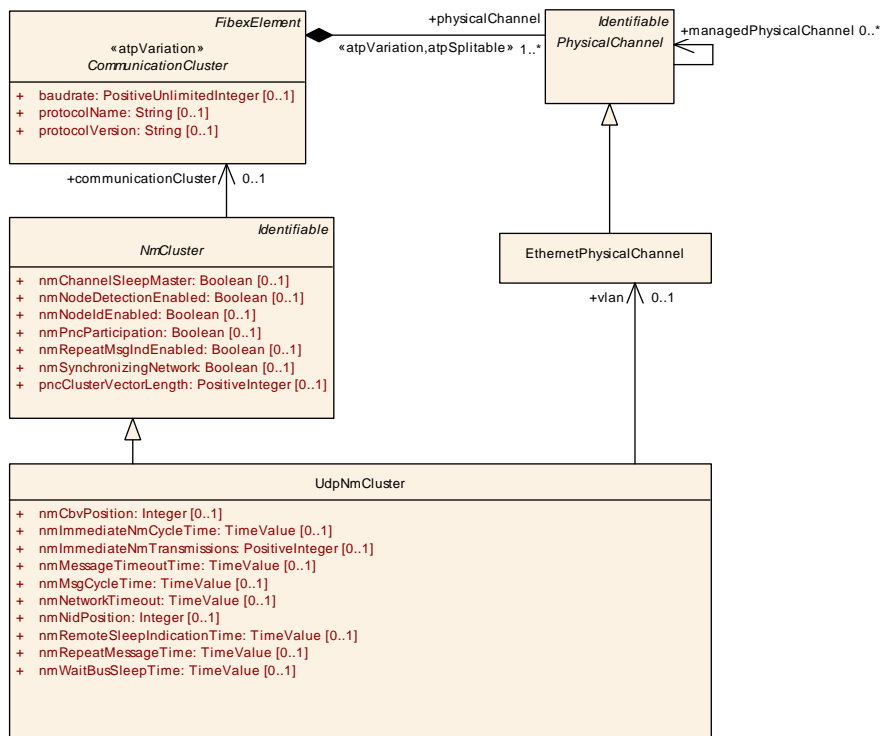 FibexElement
«atpVariation»
CommunicationCluster
+ baudrate: PositiveUnlimitedInteger [0..1]
+ protocolName: String [0..1]
+ protocolVersion: String [0..1]
+physicalChannel
«atpVariation,atpSplitable» 1..*
Identifiable
PhysicalChannel
+managedPhysicalChannel 0..*
+communicationCluster 0..1
Identifiable
NmCluster
+ nmChannelSleepMaster: Boolean [0..1]
+ nmNodeDetectionEnabled: Boolean [0..1]
+ nmNodeIdEnabled: Boolean [0..1]
+ nmPncParticipation: Boolean [0..1]
+ nmRepeatMsgIndEnabled: Boolean [0..1]
+ nmSynchronizingNetwork: Boolean [0..1]
+ pncClusterVectorLength: PositiveInteger [0..1]
EthernetPhysicalChannel
+vlan 0..1
UdpNmCluster
+ nmCbvPosition: Integer [0..1]
+ nmImmediateNmCycleTime: TimeValue [0..1]
+ nmImmediateNmTransmissions: PositiveInteger [0..1]
+ nmMessageTimeoutTime: TimeValue [0..1]
+ nmMsgCycleTime: TimeValue [0..1]
+ nmNetworkTimeout: TimeValue [0..1]
+ nmNidPosition: Integer [0..1]
+ nmRemoteSleepIndicationTime: TimeValue [0..1]
+ nmRepeatMessageTime: TimeValue [0..1]
+ nmWaitBusSleepTime: TimeValue [0..1]